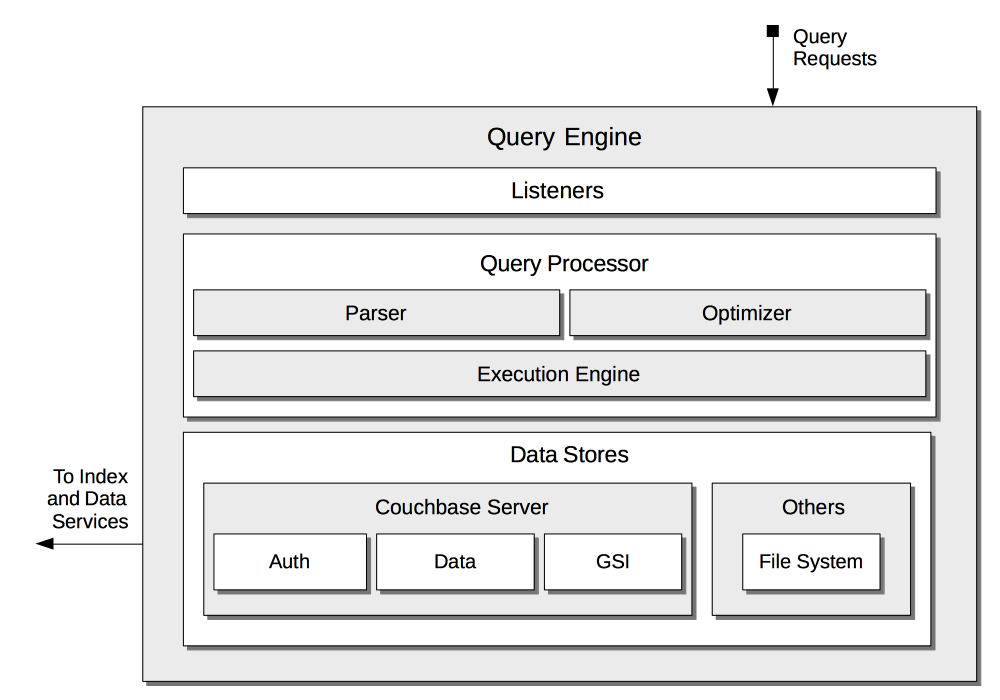 Query
Requests
Query Engine
Listeners
Query Processor
Parser
Optimizer
Execution Engine
Data Stores
To Index
and Data
Services
Couchbase Server
Others
Auth
Data
GSI
File System